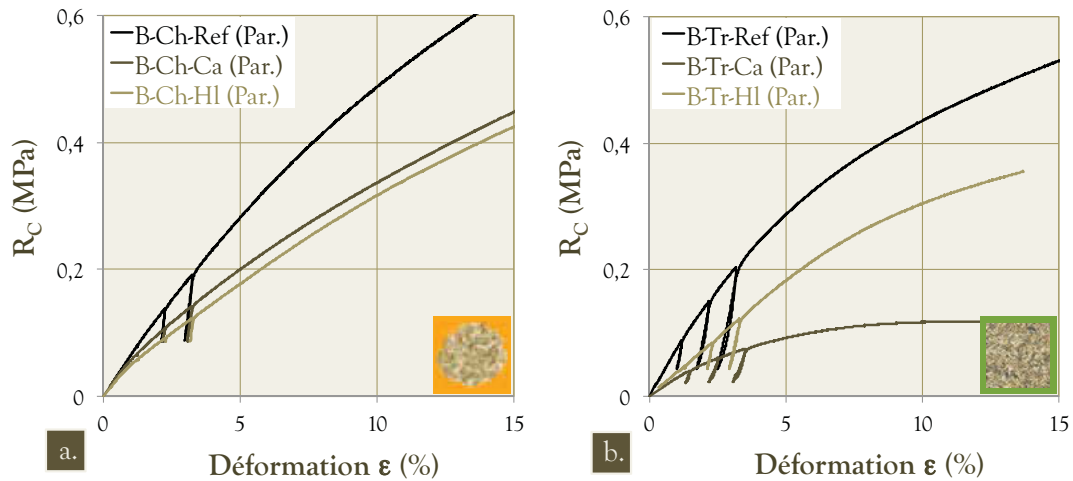 0,6
B-Ch-Ref (Par.)
B-Ch-Ca (Par.)
B-Ch-Hl (Par.)
0,4
0,2
0
0
5
10
15
R_C (MPa)
Déformation ε (%)
a.
0,6
B-Tr-Ref (Par.)
B-Tr-Ca (Par.)
B-Tr-Hl (Par.)
0,4
0,2
0
0
5
10
15
R_C (MPa)
Déformation ε (%)
b.